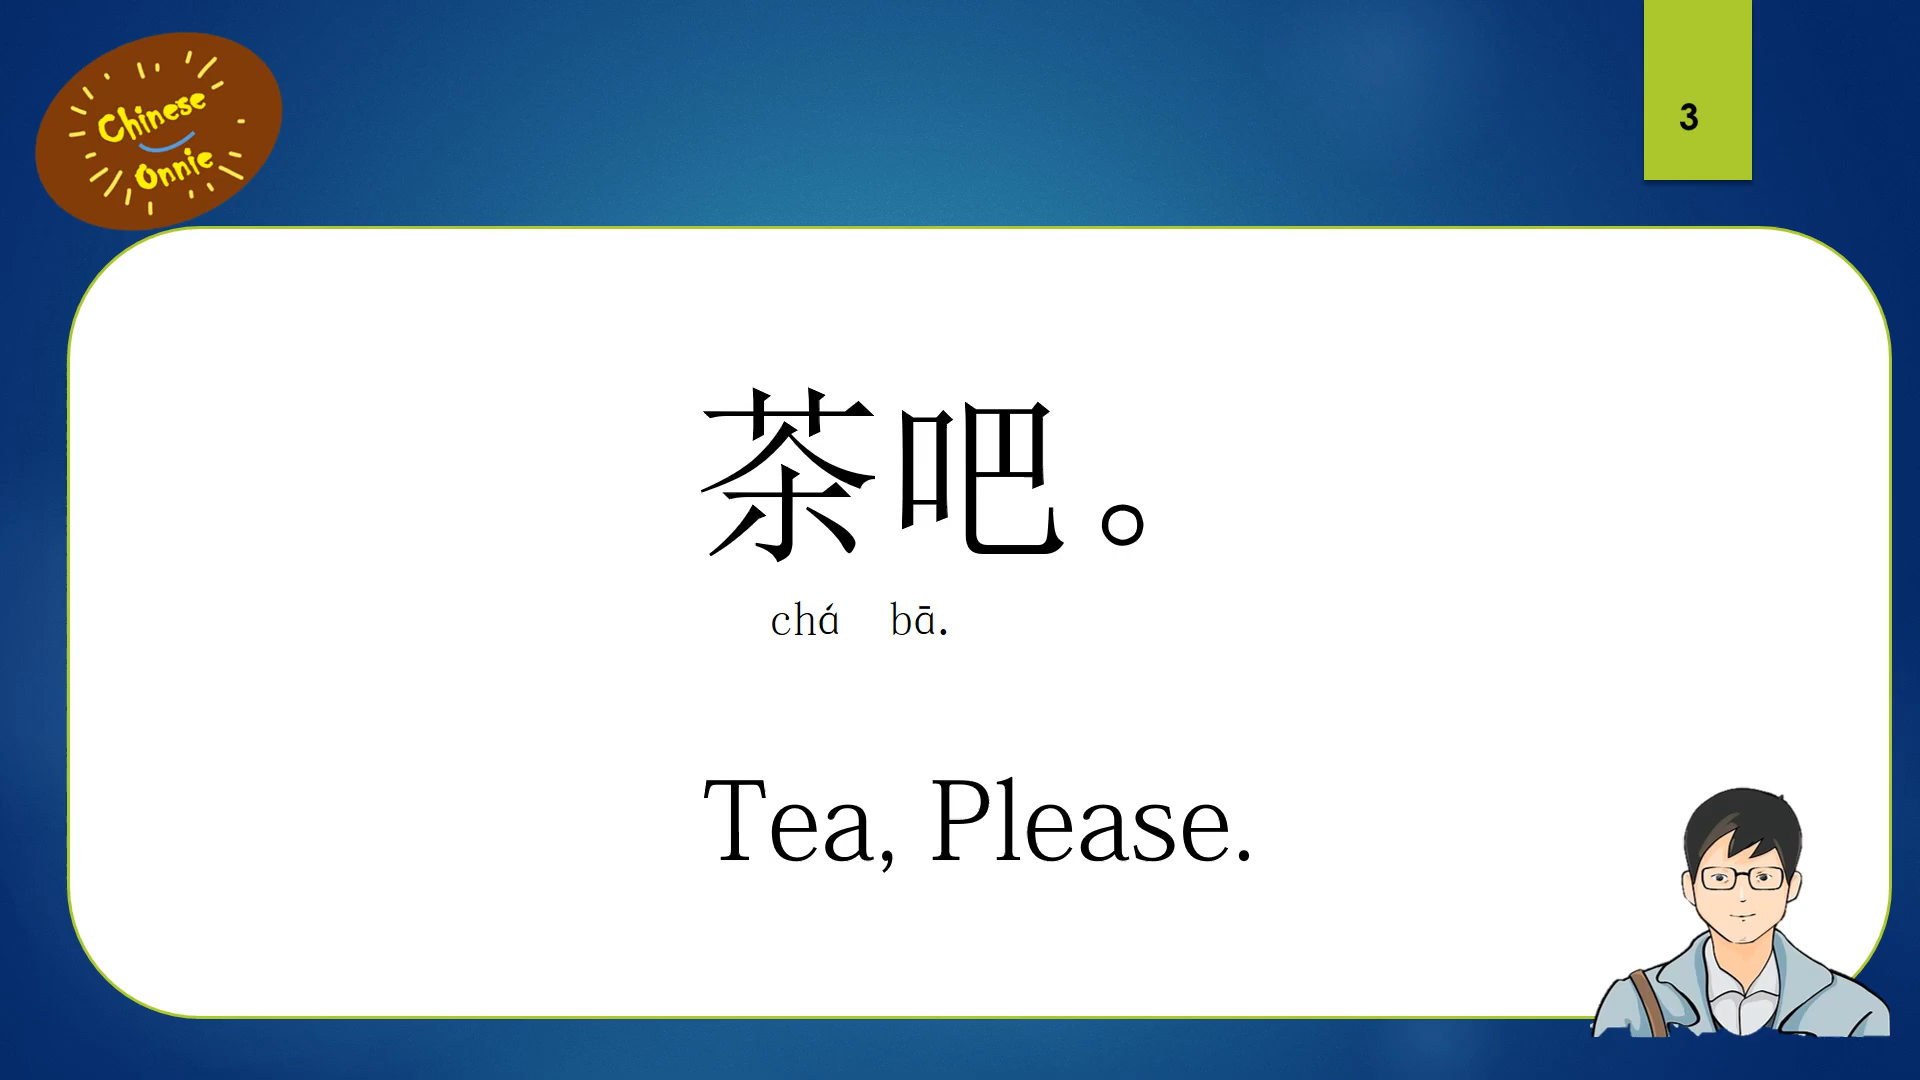 Chinese
Onnie
3
茶吧。
chá bā.
Tea, Please.